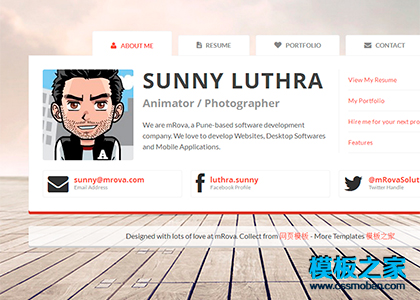 ABOUT ME
RESUME
PORTFOLIO
CONTACT
SUNNY LUTHRA
Animator / Photographer
We are mRova, a Pune-based software development
company. We love to develop Websites, Desktop Softwares
and Mobile Applications.
View My Resume
My Portfolio
Hire me for your next pro
Features
A
sunny@mrova.com
Email Address
luthra.sunny
Facebook Profile
@mRovaSolut
Twitter Handle
Designed with lots of love at mRova. Collect from 网页模板 - More Templates 模板之家
模板之家
www.cssmoban.com